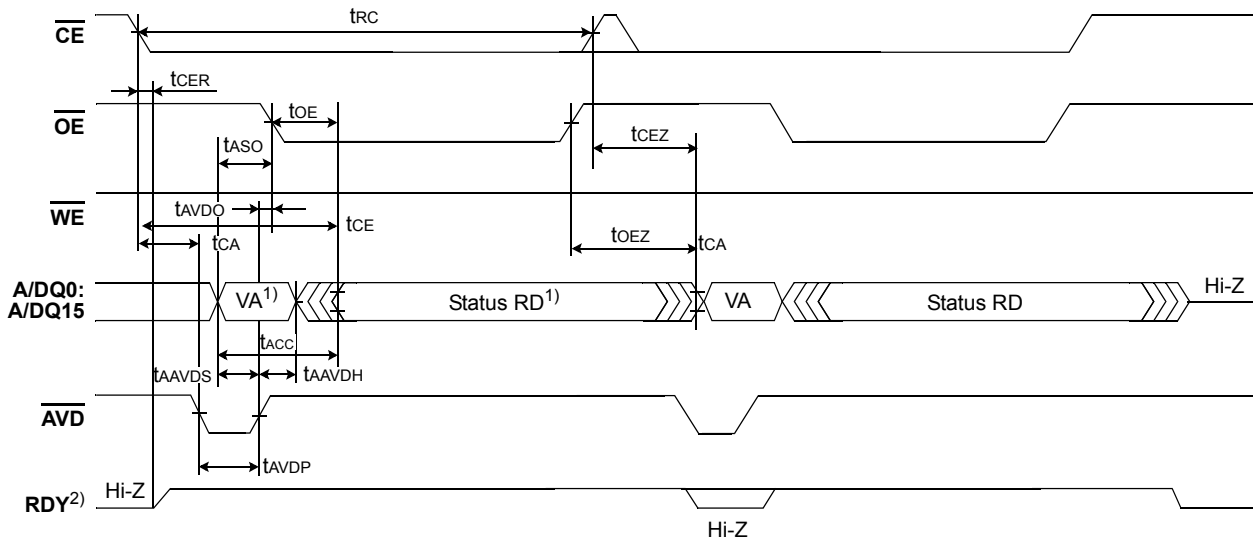 CE
tRC
tCER
OE
tOE
tCEZ
tASO
WE
tAVDO
tCE
tCA
tOEZ
tCA
A/DQ0:
A/DQ15
VA1)
Status RD1)
VA
Status RD
Hi-Z
tACC
tAAVDS
tAAVDH
AVD
tAVDP
Hi-Z
RDY2)
Hi-Z